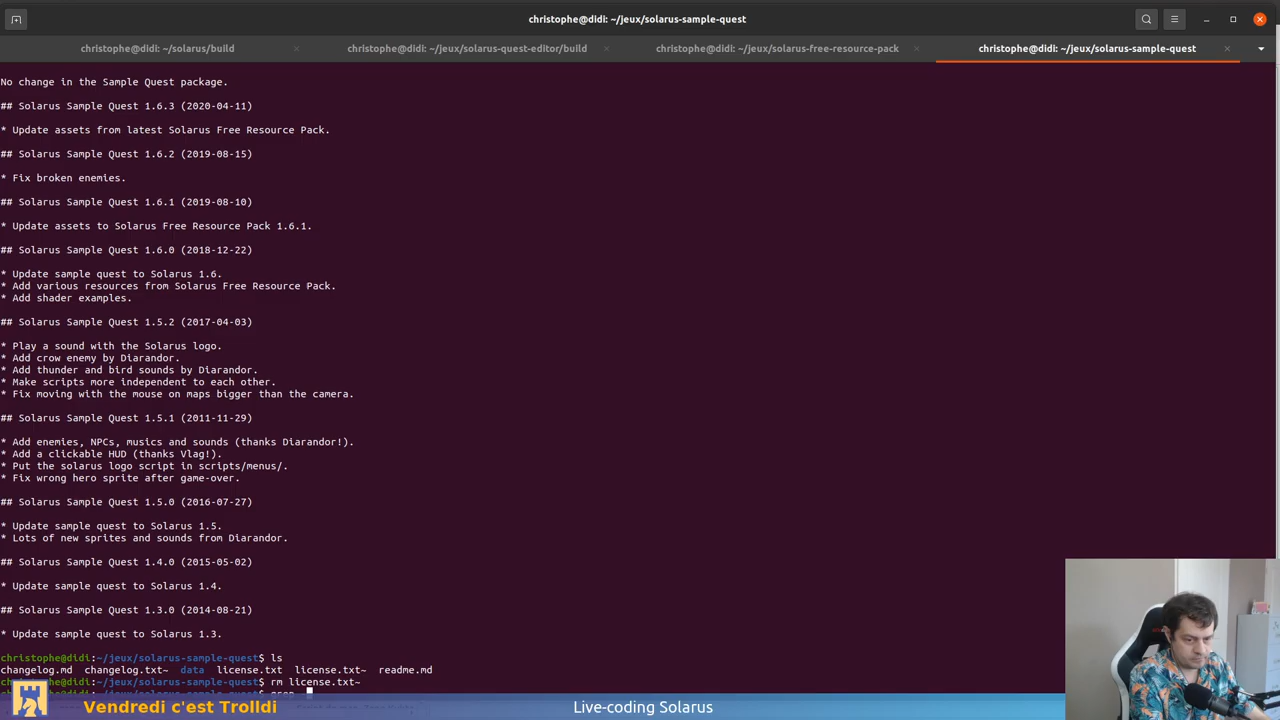 christophe@didi: ~/jeux/solarus-sample-quest
christophe@didi: ~/solarus/build
christophe@didi: ~/jeux/solarus-quest-editor/build
christophe@didi: ~/jeux/solarus-free-resource-pack
christophe@didi: ~/jeux/solarus-sample-quest
No change in the Sample Quest package.
## Solarus Sample Quest 1.6.3 (2020-04-11)
* Update assets from latest Solarus Free Resource Pack.
## Solarus Sample Quest 1.6.2 (2019-08-15)
* Fix broken enemies.
## Solarus Sample Quest 1.6.1 (2019-08-10)
* Update assets to Solarus Free Resource Pack 1.6.1.
## Solarus Sample Quest 1.6.0 (2018-12-22)
* Update sample quest to Solarus 1.6.
* Add various resources from Solarus Free Resource Pack.
* Add shader examples.
## Solarus Sample Quest 1.5.2 (2017-04-03)
* Play a sound with the Solarus logo.
* Add crow enemy by Diarandor.
* Add thunder and bird sounds by Diarandor.
* Make scripts more independent to each other.
* Fix moving with the mouse on maps bigger than the camera.
## Solarus Sample Quest 1.5.1 (2011-11-29)
* Add enemies, NPCs, musics and sounds (thanks Diarandor!).
* Add a clickable HUD (thanks Vlag!).
* Put the solarus logo script in scripts/menus/.
* Fix wrong hero sprite after game-over.
## Solarus Sample Quest 1.5.0 (2016-07-27)
* Update sample quest to Solarus 1.5.
* Lots of new sprites and sounds from Diarandor.
## Solarus Sample Quest 1.4.0 (2015-05-02)
* Update sample quest to Solarus 1.4.
## Solarus Sample Quest 1.3.0 (2014-08-21)
* Update sample quest to Solarus 1.3.
christophe@didi:~/jeux/solarus-sample-quest$ ls
changelog.md changelog.txt~ data license.txt license.txt~ readme.md
christophe@didi:~/jeux/solarus-sample-quest$ rm license.txt~
christophe@didi:~/jeux/solarus-sample-quest$
Vendredi c'est Trolldi
Live-coding Solarus